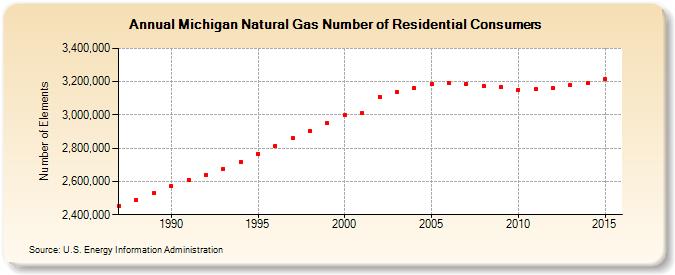 Annual Michigan Natural Gas Number of Residential Consumers
3,400,000
3,200,000
3,000,000
2,800,000
2,600,000
2,400,000
Number of Elements
1990 1995 2000 2005 2010 2015
Source: U.S. Energy Information Administration